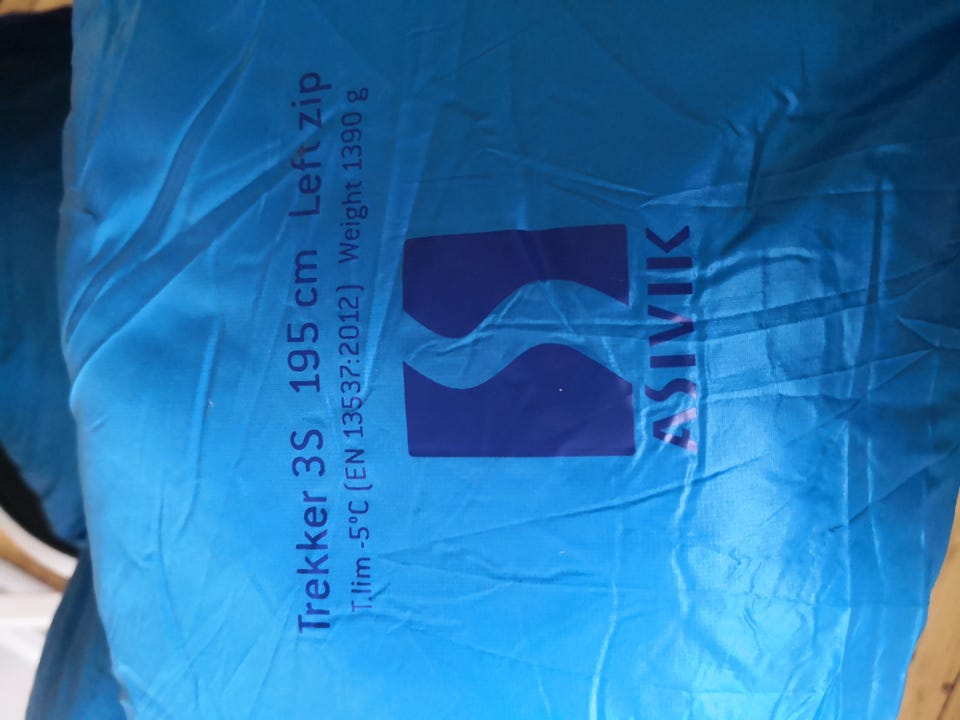 Trekker 3S 195 cm Left zip
T.lim -5°C (EN 13537:2012) Weight 1390 g
ASIVIK